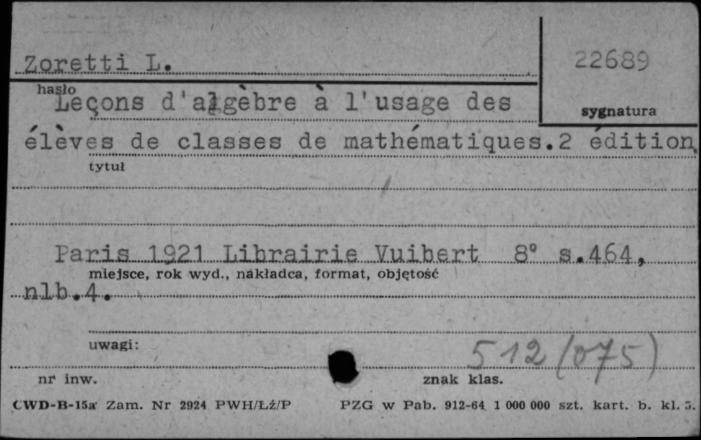 Zoretti L.
22689
hasło
sygnatura
Leçons d'algèbre à l'usage des
élèves de classes de mathématiques.2 édition.
tytuł
Paris 1921 Librairie Vuibert 8° s.464,
miejsce, rok wyd., nakładca, format, objętość
nlb.4.
uwagi:
512(075)
nr inw.
znak klas.
CWD-B-15a Zam. Nr 2924 PWH/Łż/P PZG w Pab. 912-64 1 000 000 szt. kart. b. kl. 5.